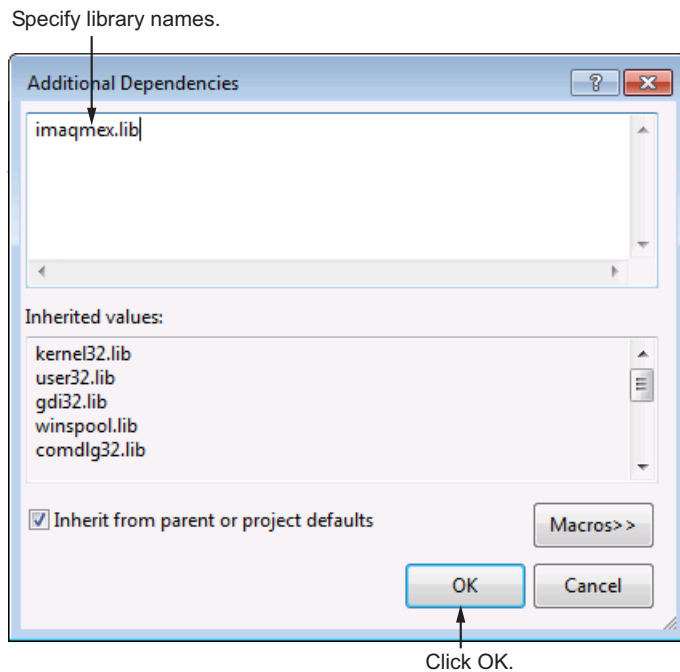 Specify library names.
Additional Dependencies
imaqmex.lib
Inherited values:
kernel32.lib
user32.lib
gdi32.lib
winspool.lib
comdlg32.lib
Inherit from parent or project defaults
Macros>>
OK
Cancel
Click OK.